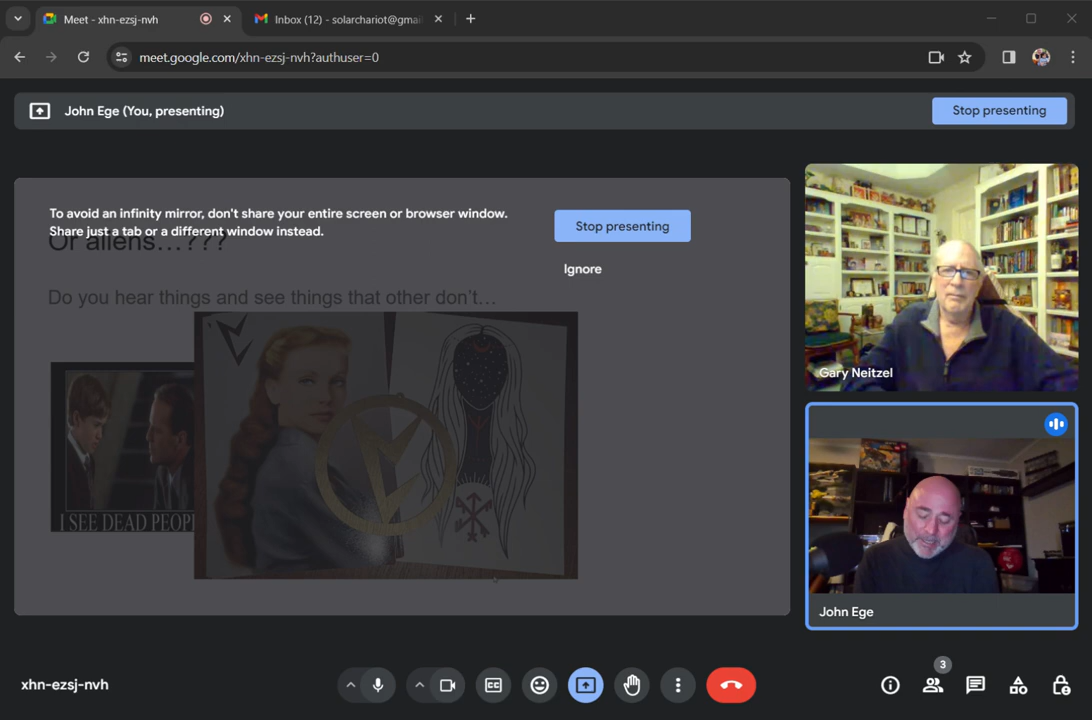 Meet - xhn-ezsj-nvh
Inbox (12) - solarchariot@gmai
meet.google.com/xhn-ezsj-nvh?authuser=0
John Ege (You, presenting)
Stop presenting
To avoid an infinity mirror, don't share your entire screen or browser window.
Share just a tab or a different window instead.
Stop presenting
Ignore
Or aliens...???
Do you hear things and see things that other don't...
I SEE DEAD PEOPL
Gary Neitzel
John Ege
xhn-ezsj-nvh
CC
3